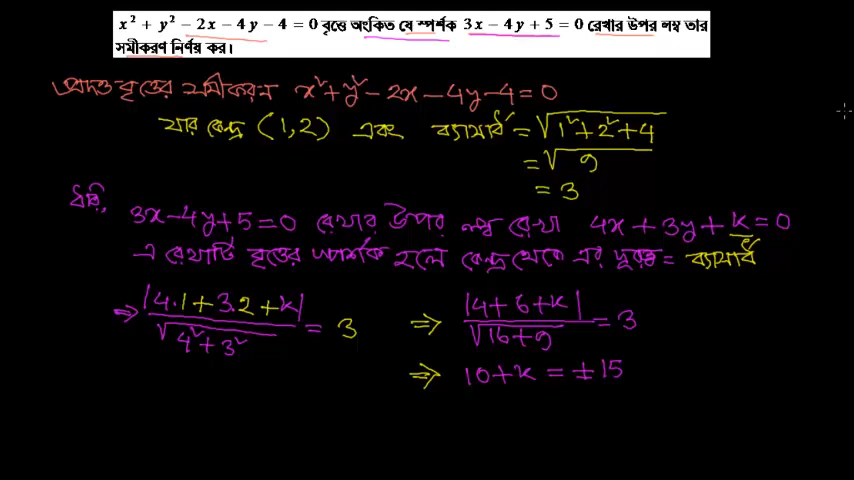 x² + y² − 2x − 4y − 4 = 0 বৃত্তে অংকিত যে স্পর্শক 3x − 4y + 5 = 0 রেখার উপর লম্ব তার
সমীকরণ নির্ণয় কর।
প্রদত্ত বৃত্তের সমীকরণ x² + y² − 2x − 4y − 4 = 0
যার কেন্দ্র (1, 2) এবং ব্যাসার্ধ = √(1² + 2² + 4)
= √9
= 3
ধরি,
3x − 4y + 5 = 0 রেখার উপর লম্ব রেখা 4x + 3y + k = 0
এ রেখাটি বৃত্তের স্পর্শক হলে কেন্দ্র থেকে এর দূরত্ব = ব্যাসার্ধ
⇒ |4.1 + 3.2 + k| / √(4² + 3²) = 3 ⇒ |4 + 6 + k| / √(16 + 9) = 3
⇒ 10 + k = ±15